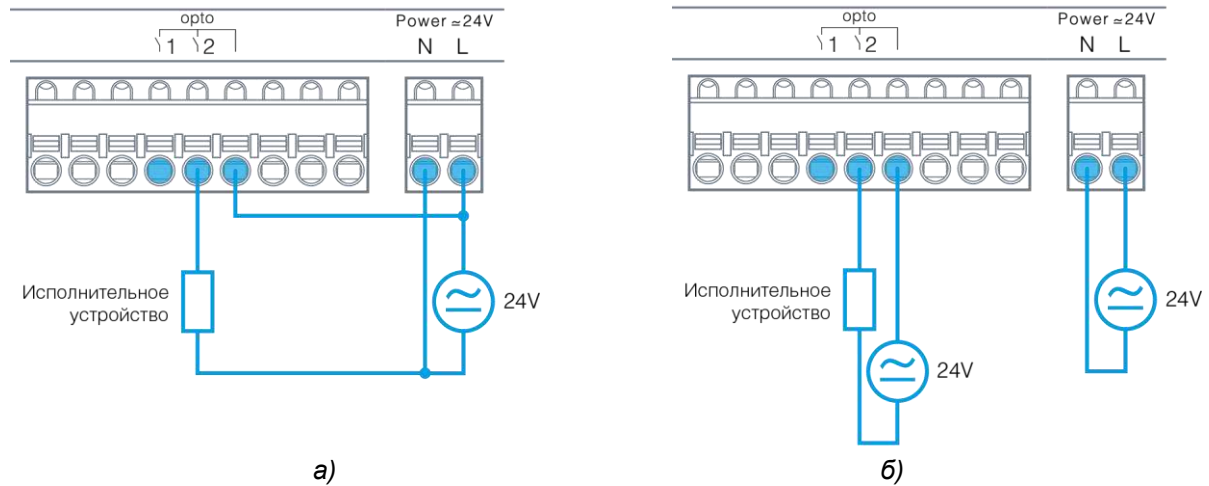 opto
1 2
Power ≃24V
N L
Исполнительное
устройство
24V
а)
opto
1 2
Power ≃24V
N L
Исполнительное
устройство
24V
24V
б)